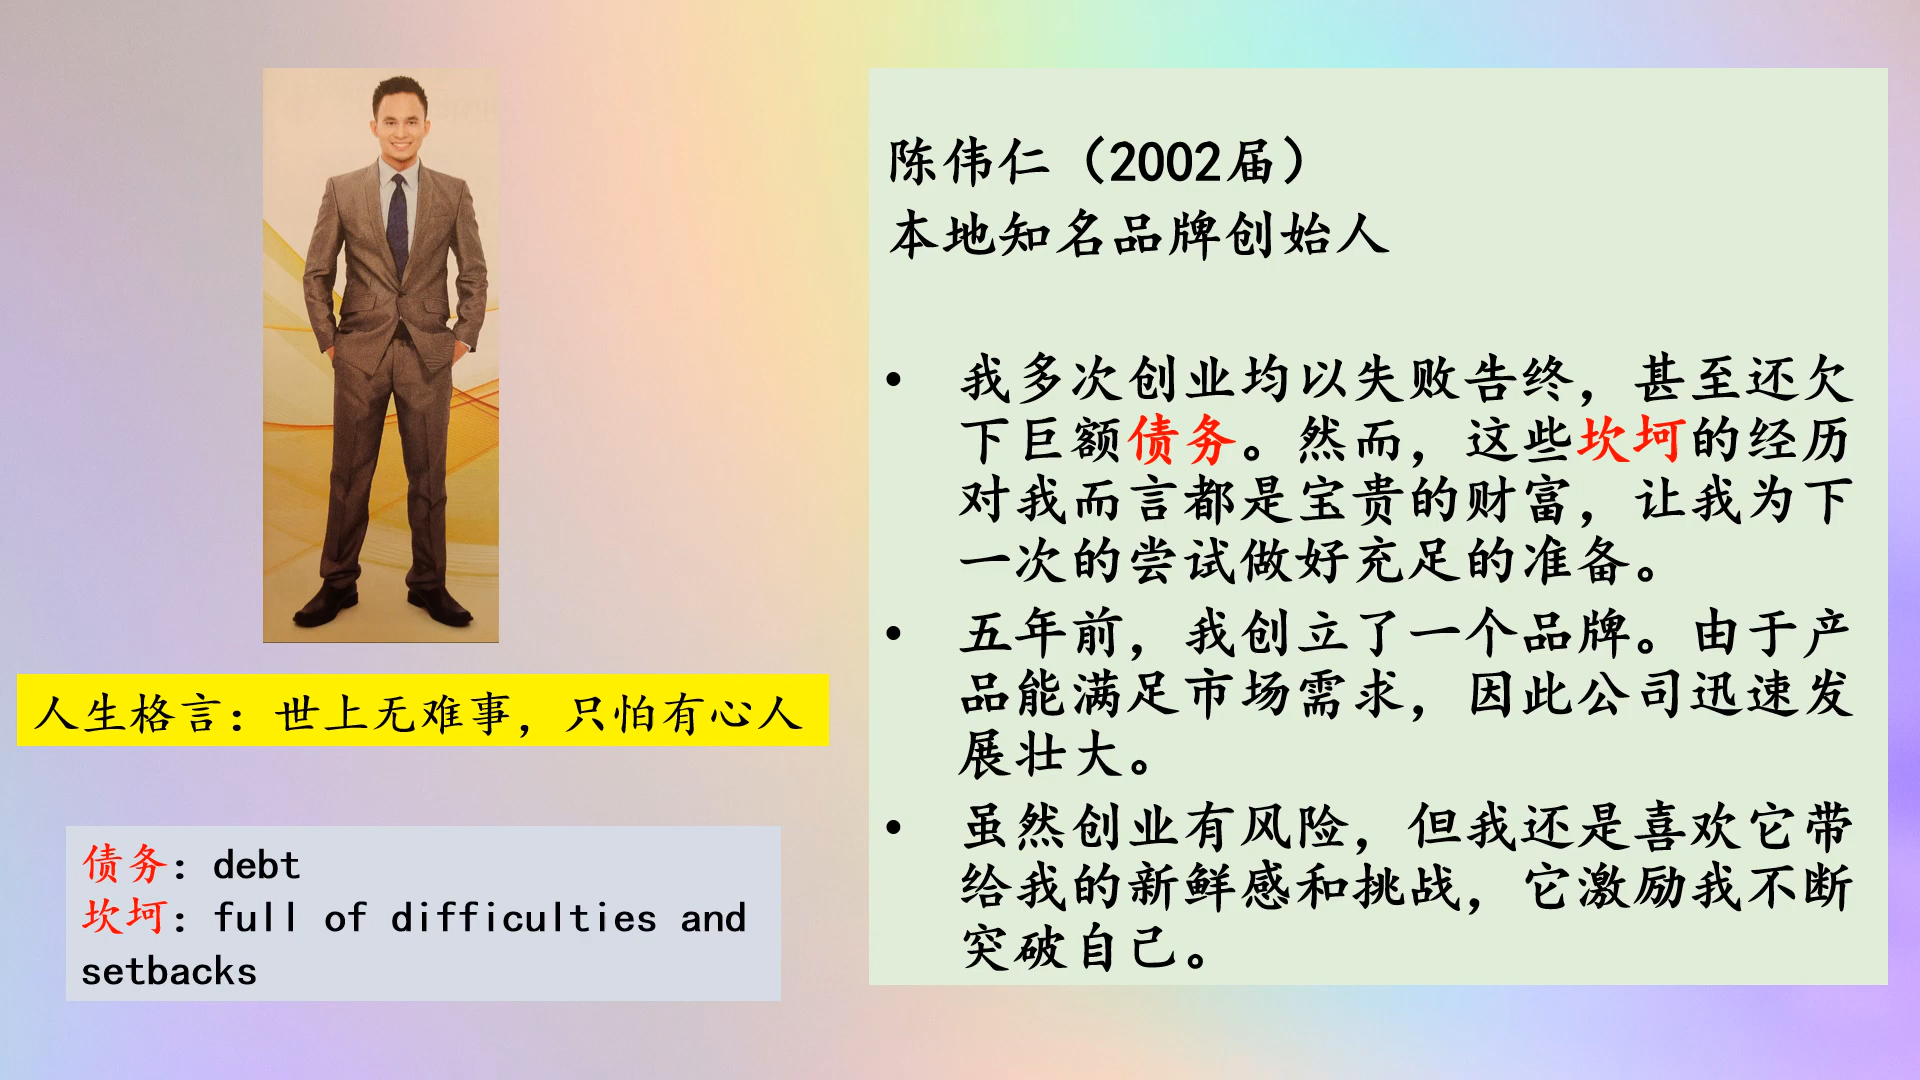 陈伟仁（2002届）
本地知名品牌创始人
• 我多次创业均以失败告终，甚至还欠
下巨额债务。然而，这些坎坷的经历
对我而言都是宝贵的财富，让我为下
一次的尝试做好充足的准备。
• 五年前，我创立了一个品牌。由于产
品能满足市场需求，因此公司迅速发
展壮大。
• 虽然创业有风险，但我还是喜欢它带
给我的新鲜感和挑战，它激励我不断
突破自己。
人生格言：世上无难事，只怕有心人
债务：debt
坎坷：full of difficulties and
setbacks